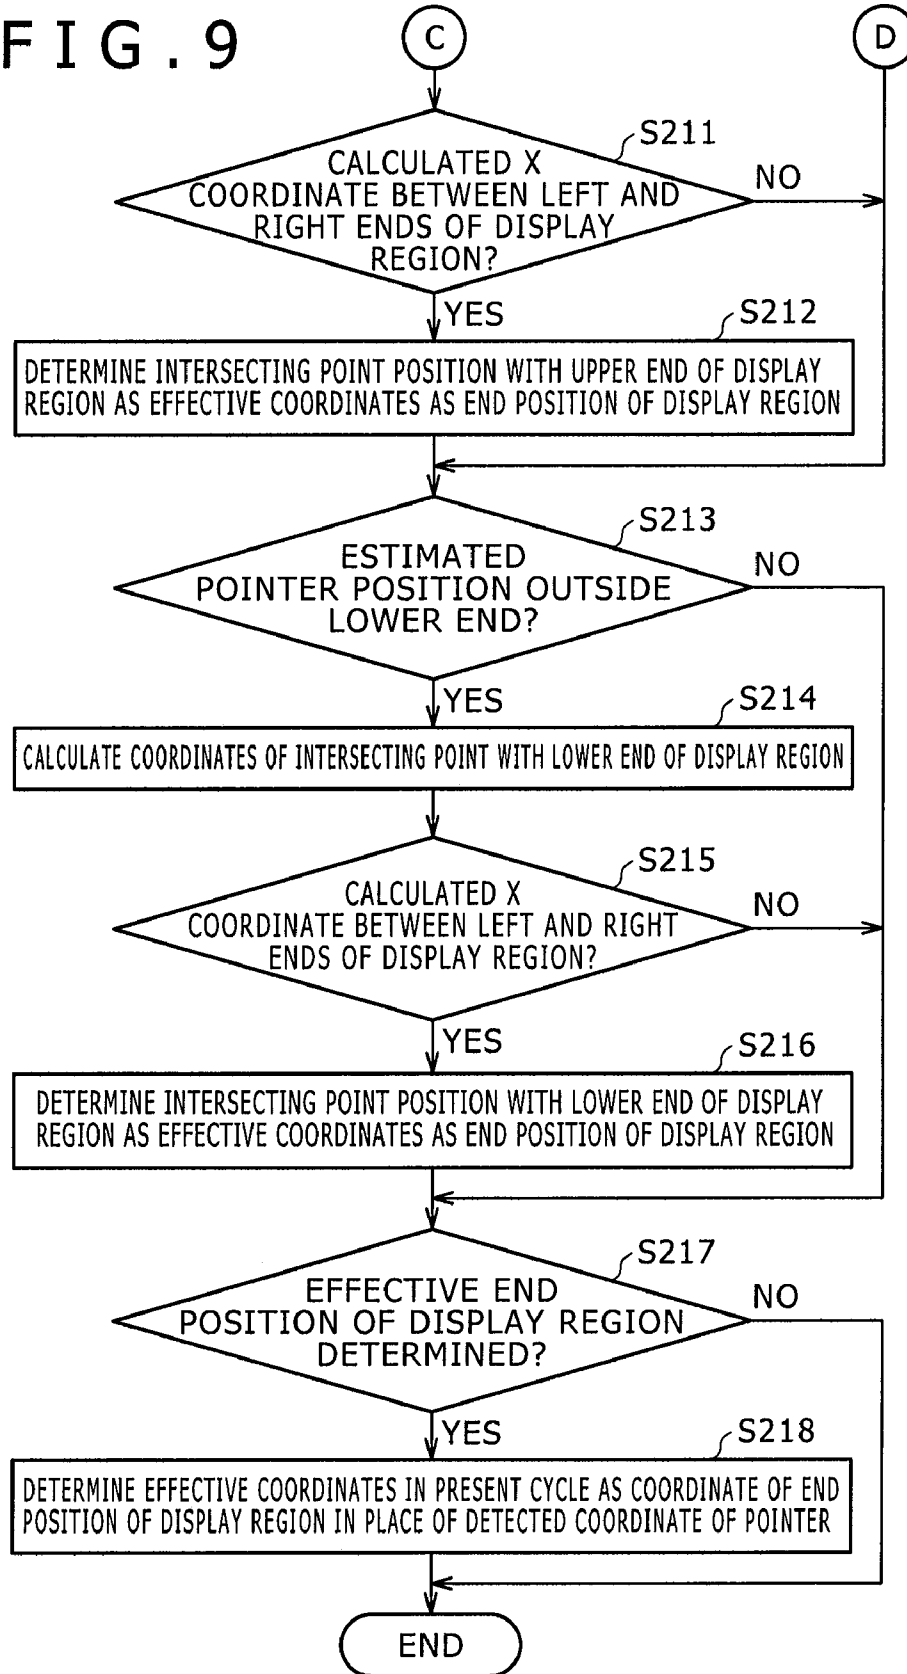 FIG.9
C
D
S211
CALCULATED X
COORDINATE BETWEEN LEFT AND
RIGHT ENDS OF DISPLAY
REGION?
NO
YES
S212
DETERMINE INTERSECTING POINT POSITION WITH UPPER END OF DISPLAY
REGION AS EFFECTIVE COORDINATES AS END POSITION OF DISPLAY REGION
S213
ESTIMATED
POINTER POSITION OUTSIDE
LOWER END?
NO
YES
S214
CALCULATE COORDINATES OF INTERSECTING POINT WITH LOWER END OF DISPLAY REGION
S215
CALCULATED X
COORDINATE BETWEEN LEFT AND RIGHT
ENDS OF DISPLAY REGION?
NO
YES
S216
DETERMINE INTERSECTING POINT POSITION WITH LOWER END OF DISPLAY
REGION AS EFFECTIVE COORDINATES AS END POSITION OF DISPLAY REGION
S217
EFFECTIVE END
POSITION OF DISPLAY REGION
DETERMINED?
NO
YES
S218
DETERMINE EFFECTIVE COORDINATES IN PRESENT CYCLE AS COORDINATE OF END
POSITION OF DISPLAY REGION IN PLACE OF DETECTED COORDINATE OF POINTER
END